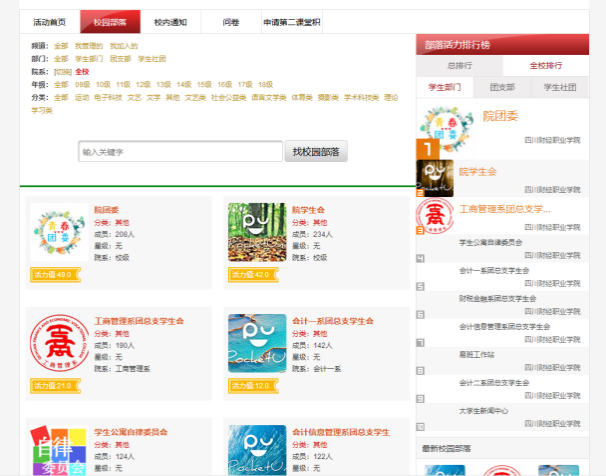 活动首页 校园部落 校内通知 问卷 申请第二课堂积
频道： 全部 我管理的 我加入的
部门： 全部 学生部门 团支部 学生社团
院系： [切换] 全校
年级： 全部 09级 10级 11级 12级 13级 14级 15级 16级 17级 18级
分类： 全部 运动 电子科技 文艺 文字 其他 文艺类 社会公益类 语言文学类 体育类 摄影类 学术科技类 理论
学习类
输入关键字 找校园部落
院团委
分类：其他
成员：208人
星级：无
院系：校级
活力值 49.0
院学生会
分类：其他
成员：234人
星级：无
院系：校级
活力值 42.0
工商管理系团总支学生会
分类：其他
成员：190人
星级：无
院系：工商管理系
活力值 21.0
会计一系团总支学生会
分类：其他
成员：142人
星级：无
院系：会计一系
活力值 12.0
学生公寓自律委员会
分类：其他
成员：124人
星级：无
会计信息管理系团总支学生
分类：其他
成员：122人
星级：无
青春
团委
PocketU
工商管理系
PocketU
自律
委员会
部落活力排行榜
总排行 全校排行
学生部门 团支部 学生社团
院团委
四川财经职业学院
1
院学生会
四川财经职业学院
2
工商管理系团总支学...
四川财经职业学院
3
学生公寓自律委员会
四川财经职业学院
4
会计一系团总支学生会
四川财经职业学院
5
财税金融系团总支学生会
四川财经职业学院
6
会计信息管理系团总支学生会
四川财经职业学院
7
易班工作站
四川财经职业学院
8
会计二系团总支学生会
四川财经职业学院
9
大学生新闻中心
四川财经职业学院
10
最新校园部落